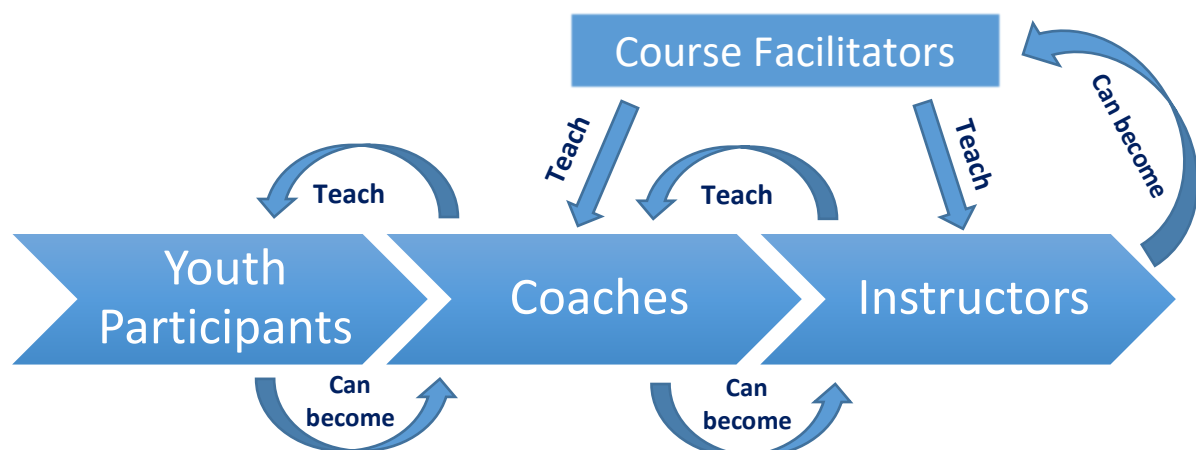 Course Facilitators
Can become
Teach
Teach
Teach
Teach
Youth
Participants
Coaches
Instructors
Can
become
Can
become